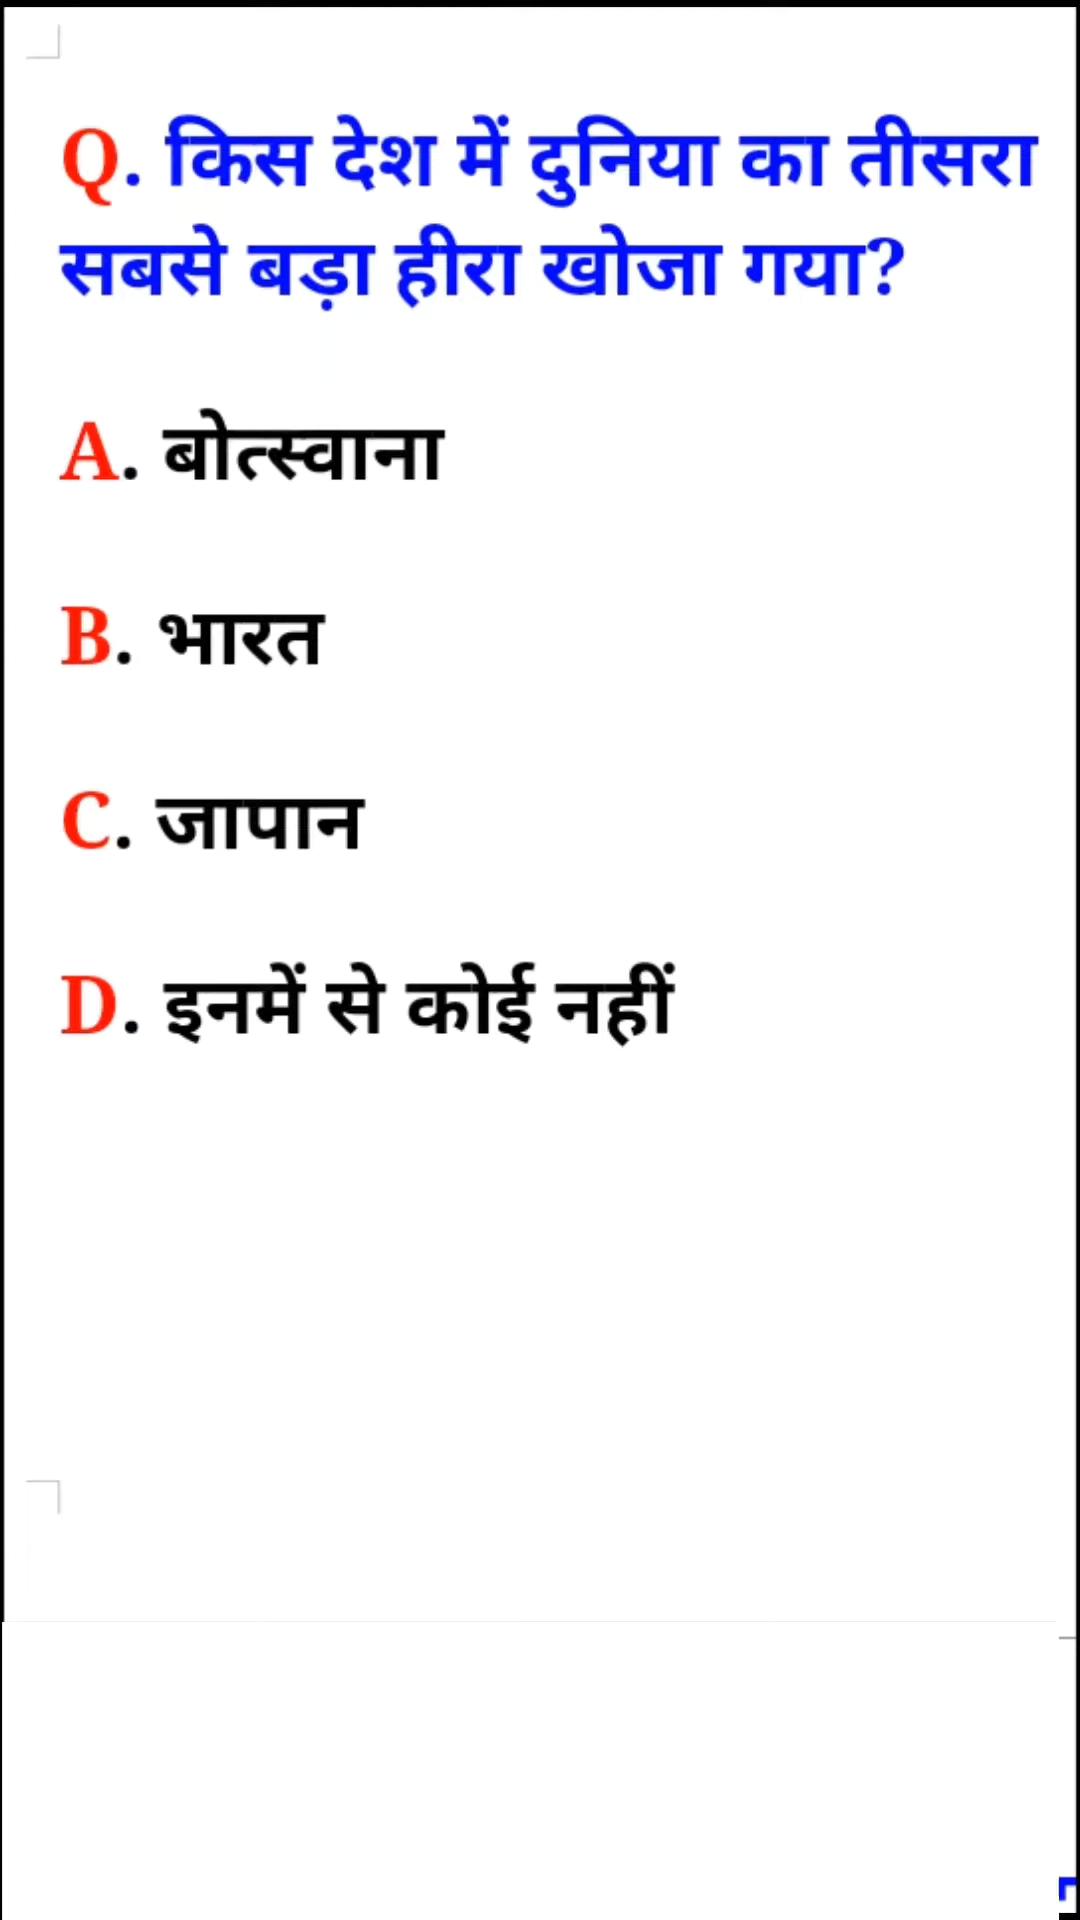 Q. किस देश में दुनिया का तीसरा
सबसे बड़ा हीरा खोजा गया?
A. बोत्स्वाना
B. भारत
C. जापान
D. इनमें से कोई नहीं